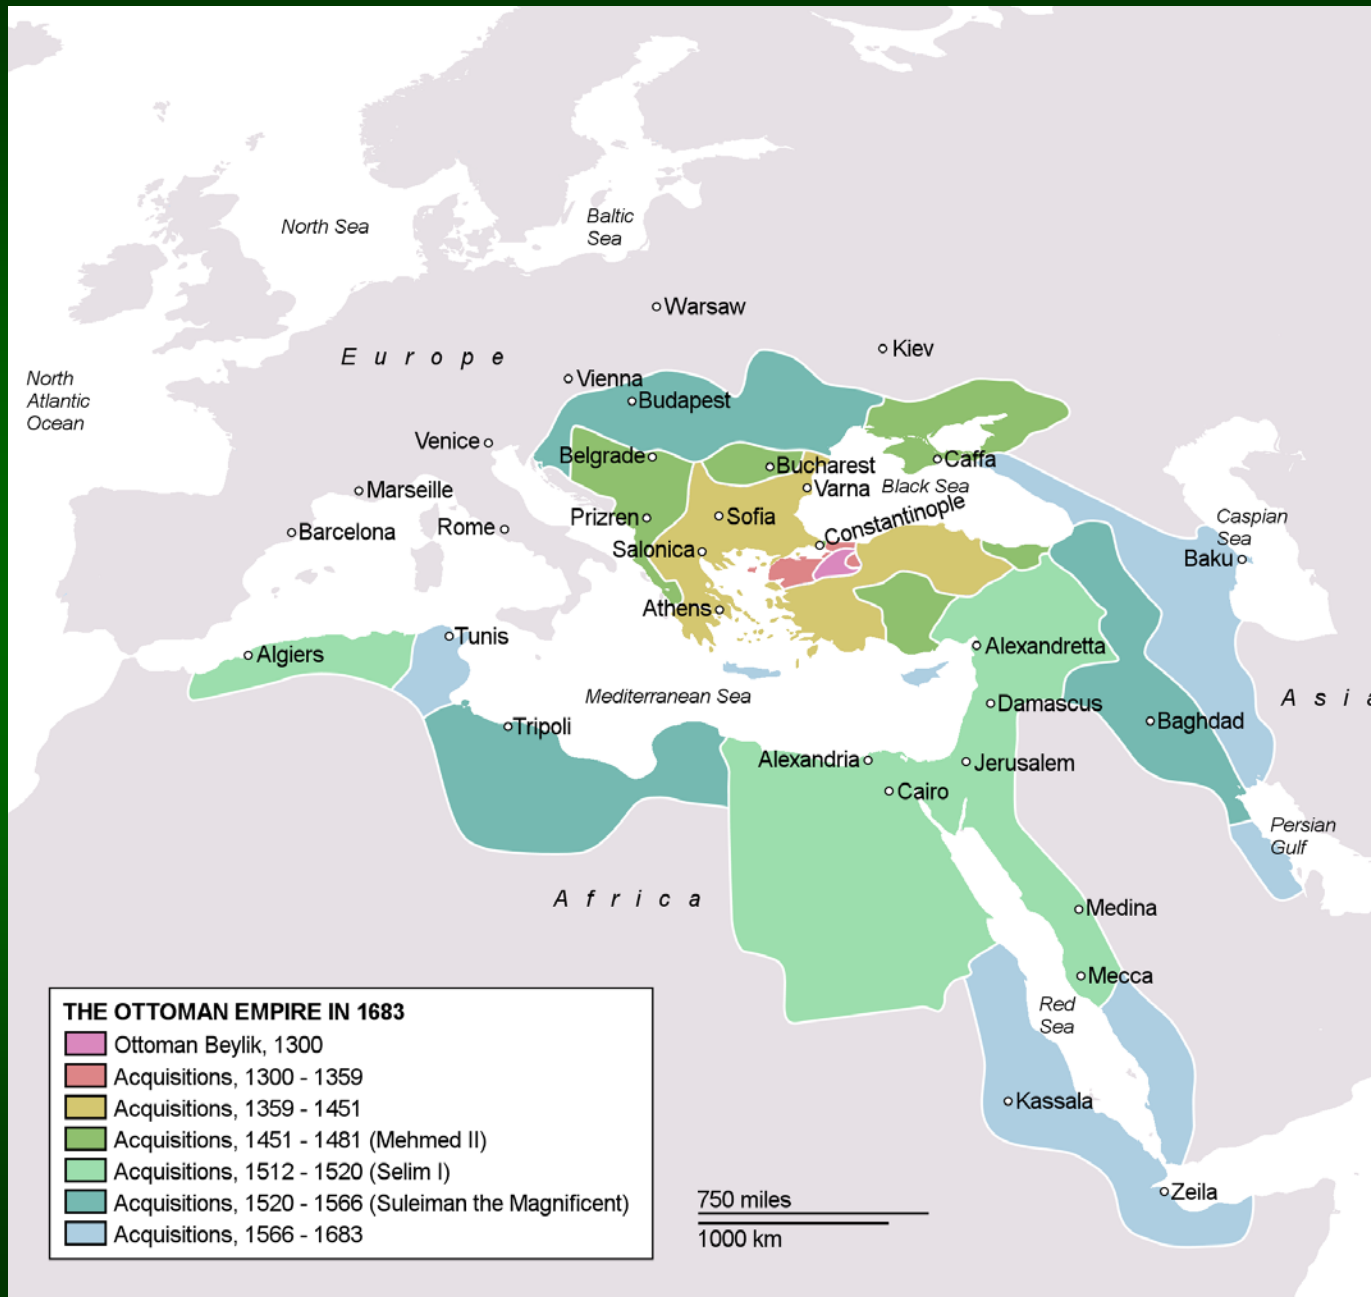 North Sea
Baltic
Sea
Warsaw
Kiev
Europe
North
Atlantic
Ocean
Vienna
Budapest
Venice
Belgrade
Bucharest
Caffa
Marseille
Varna
Black Sea
Barcelona
Rome
Prizren
Sofia
Constantinople
Caspian
Sea
Salonica
Baku
Athens
Tunis
Algiers
Alexandretta
Mediterranean Sea
Damascus
Asia
Tripoli
Baghdad
Alexandria
Jerusalem
Cairo
Persian
Gulf
Africa
Medina
Mecca
Red
Sea
Kassala
Zeila
THE OTTOMAN EMPIRE IN 1683
Ottoman Beylik, 1300
Acquisitions, 1300 - 1359
Acquisitions, 1359 - 1451
Acquisitions, 1451 - 1481 (Mehmed II)
Acquisitions, 1512 - 1520 (Selim I)
Acquisitions, 1520 - 1566 (Suleiman the Magnificent)
Acquisitions, 1566 - 1683
750 miles
1000 km